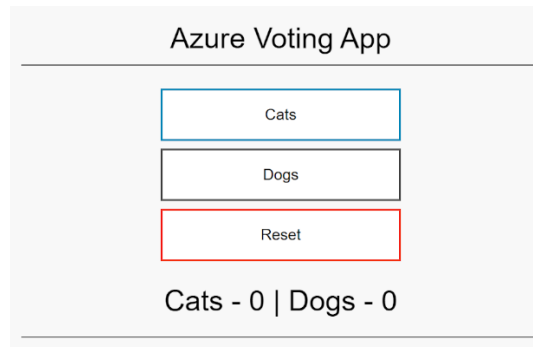 Azure Voting App
Cats
Dogs
Reset
Cats - 0 | Dogs - 0